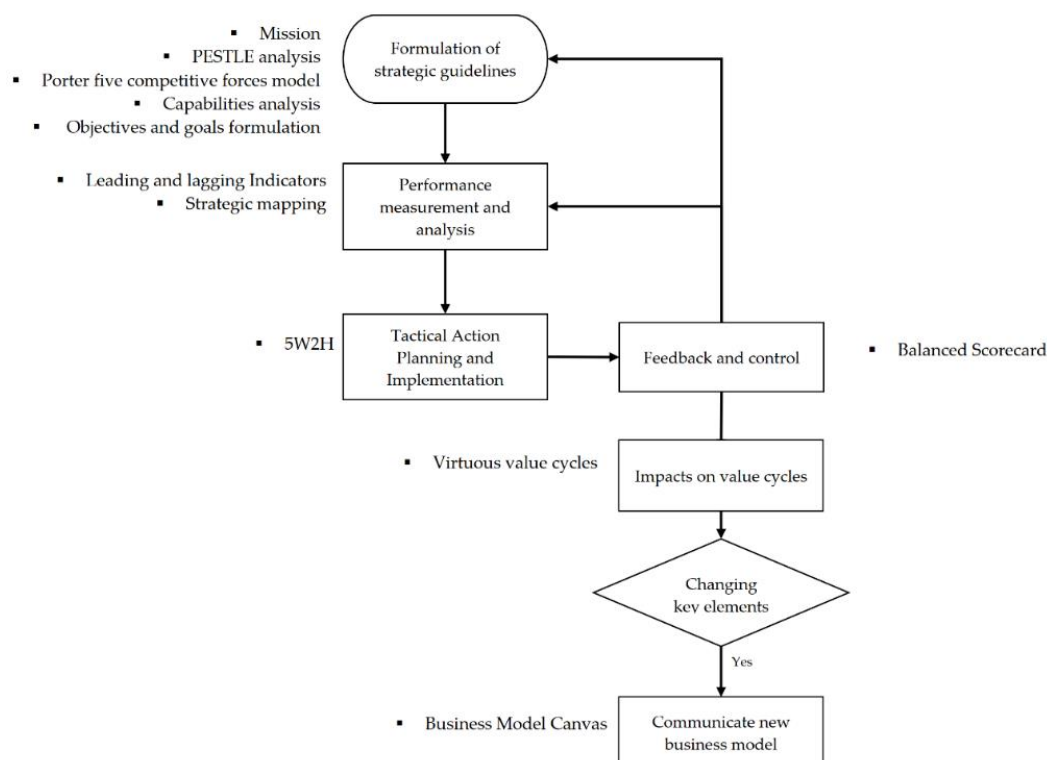 Mission
PESTLE analysis
Porter five competitive forces model
Capabilities analysis
Objectives and goals formulation
Formulation of
strategic guidelines
Leading and lagging Indicators
Strategic mapping
Performance
measurement and
analysis
5W2H
Tactical Action
Planning and
Implementation
Feedback and control
Balanced Scorecard
Virtuous value cycles
Impacts on value cycles
Changing
key elements
Yes
Business Model Canvas
Communicate new
business model